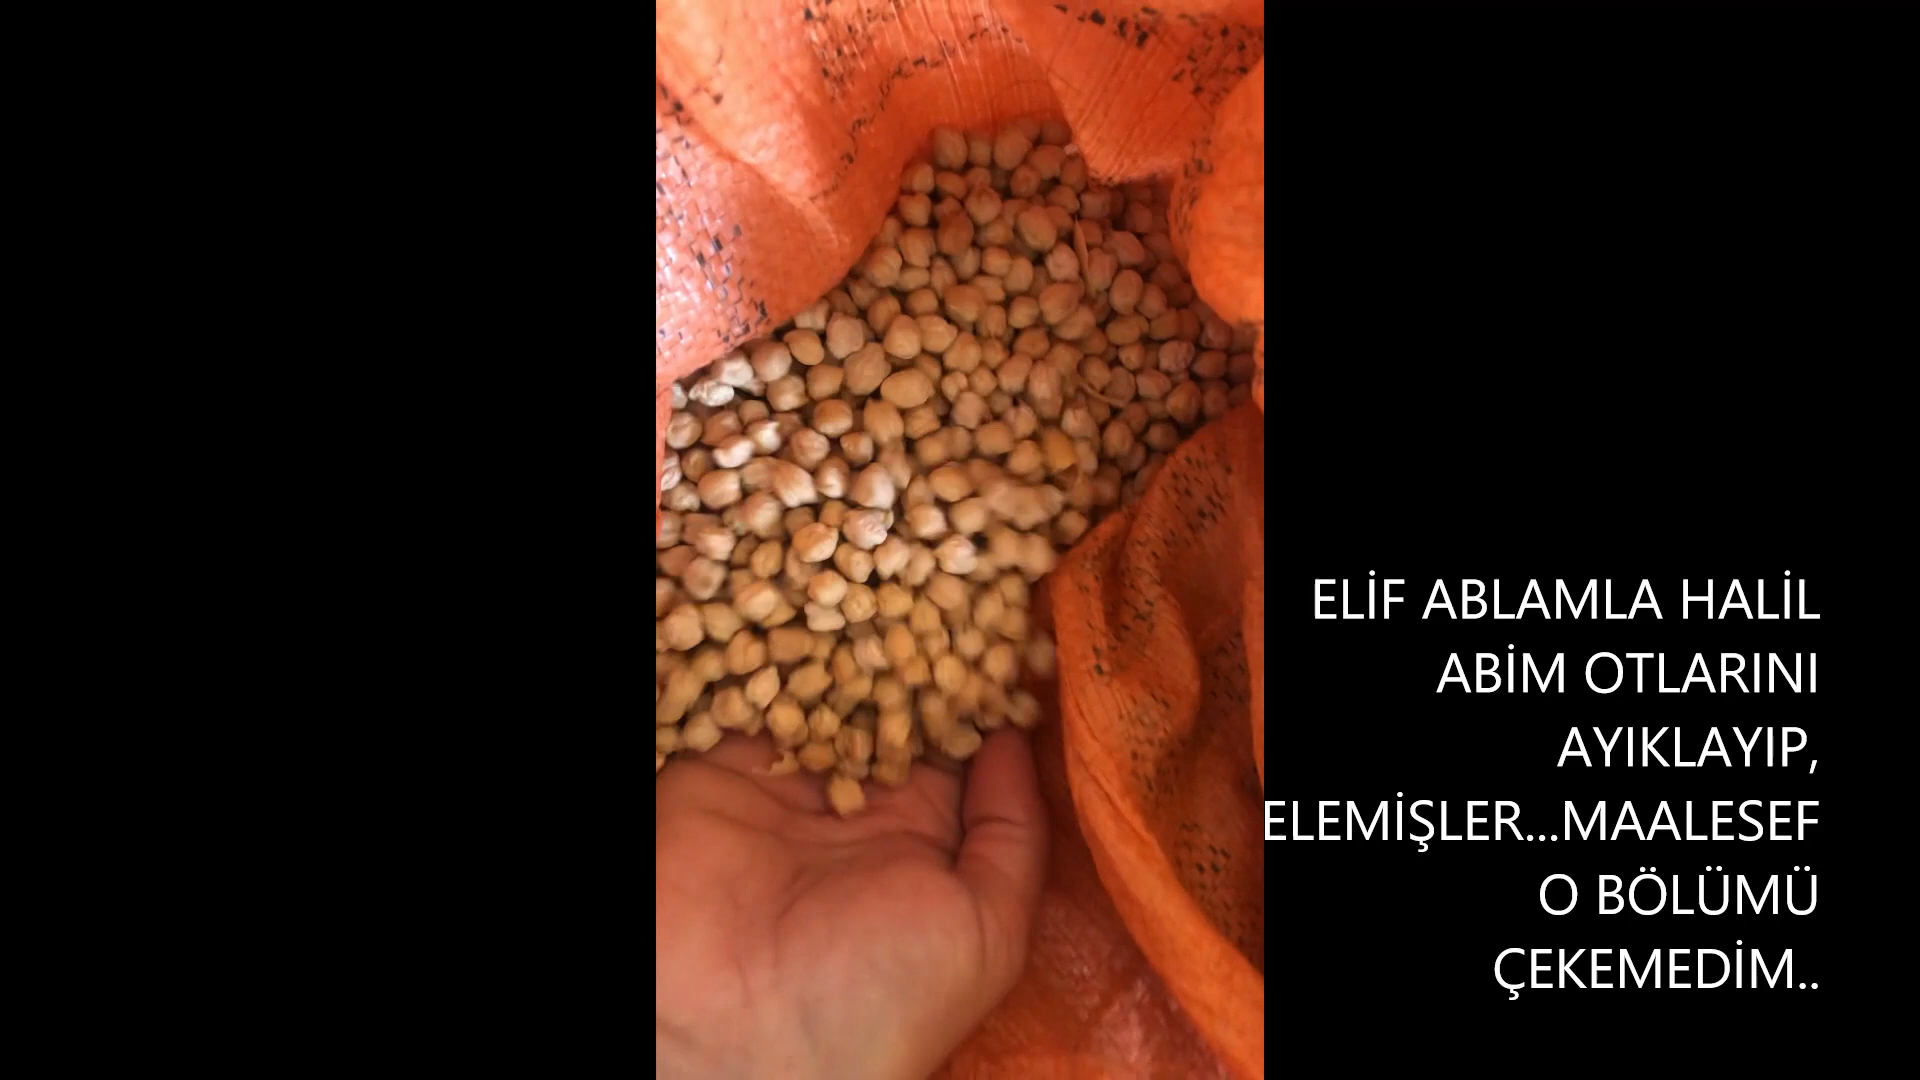 ELİF ABLAMLA HALİL
ABİM OTLARINI
AYIKLAYIP,
ELEMİŞLER...MAALESEF
O BÖLÜMÜ
ÇEKEMEDİM..